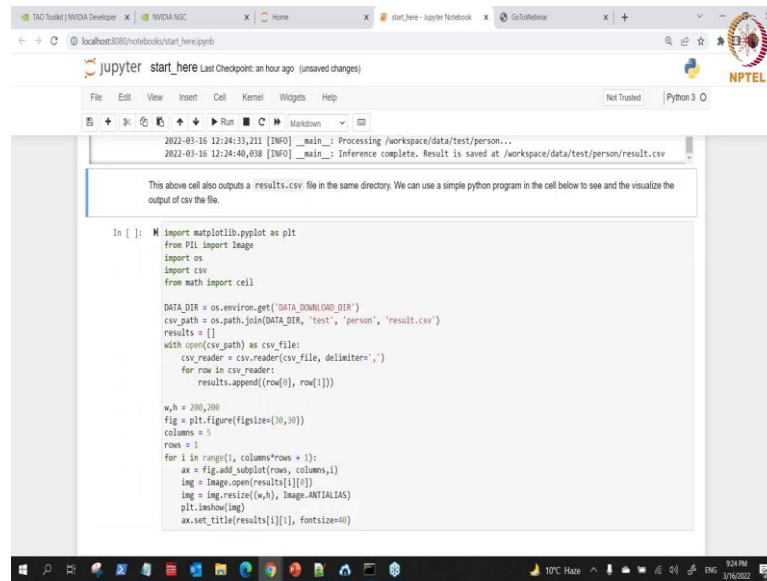 TAO Toolkit | NVIDIA Developer
NVIDIA NGC
Home
start_here - Jupyter Notebook
GoToWebinar
localhost:8080/notebooks/start_here.ipynb
jupyter start_here Last Checkpoint: an hour ago (unsaved changes)
NPTEL
File Edit View Insert Cell Kernel Widgets Help
Not Trusted Python 3
Run Markdown
2022-03-16 12:24:33,211 [INFO] __main__: Processing /workspace/data/test/person...
2022-03-16 12:24:40,038 [INFO] __main__: Inference complete. Result is saved at /workspace/data/test/person/result.csv
This above cell also outputs a results.csv file in the same directory. We can use a simple python program in the cell below to see and the visualize the
output of csv the file.
In [ ]: import matplotlib.pyplot as plt
from PIL import Image
import os
import csv
from math import ceil
DATA_DIR = os.environ.get('DATA_DOWNLOAD_DIR')
csv_path = os.path.join(DATA_DIR, 'test', 'person', 'result.csv')
results = []
with open(csv_path) as csv_file:
csv_reader = csv.reader(csv_file, delimiter=',')
for row in csv_reader:
results.append((row[0], row[1]))
w,h = 200,200
fig = plt.figure(figsize=(30,30))
columns = 5
rows = 1
for i in range(1, columns*rows + 1):
ax = fig.add_subplot(rows, columns,i)
img = Image.open(results[i][0])
img = img.resize((w,h), Image.ANTIALIAS)
plt.imshow(img)
ax.set_title(results[i][1], fontsize=40)
10°C Haze
ENG
9:24 PM
3/16/2022